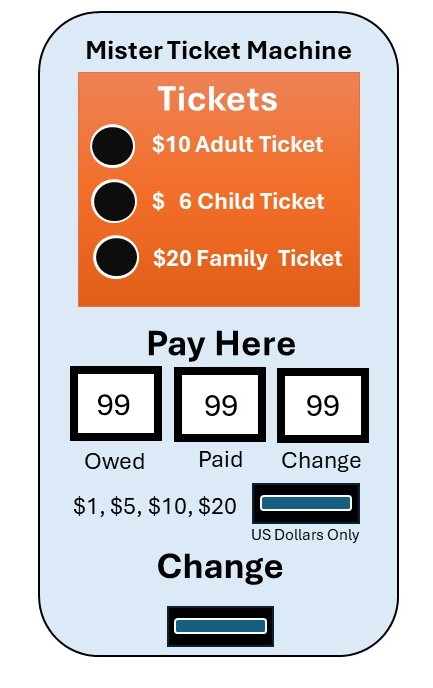 Mister Ticket Machine
Tickets
$10 Adult Ticket
$ 6 Child Ticket
$20 Family Ticket
Pay Here
99 99 99
Owed Paid Change
$1, $5, $10, $20
US Dollars Only
Change